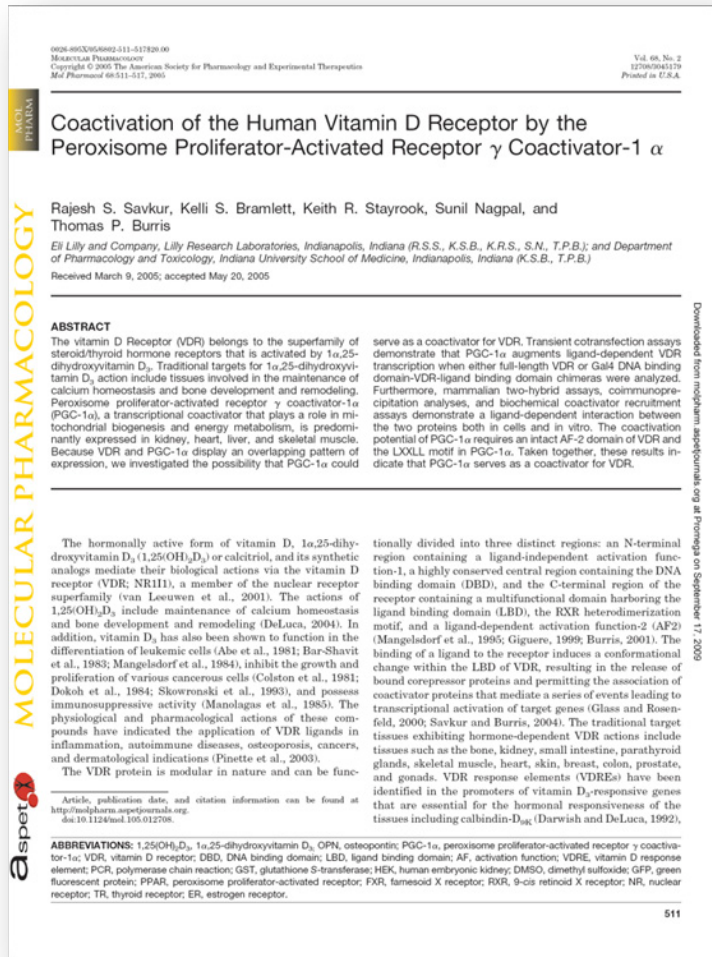 0026-895X/05/6802-511–517$20.00
MOLECULAR PHARMACOLOGY
Copyright © 2005 The American Society for Pharmacology and Experimental Therapeutics
Mol Pharmacol 68:511–517, 2005
Vol. 68, No. 2
12708/3045179
Printed in U.S.A.
MOL
PHARM
MOLECULAR PHARMACOLOGY
aspet
Coactivation of the Human Vitamin D Receptor by the
Peroxisome Proliferator-Activated Receptor γ Coactivator-1 α
Rajesh S. Savkur, Kelli S. Bramlett, Keith R. Stayrook, Sunil Nagpal, and
Thomas P. Burris
Eli Lilly and Company, Lilly Research Laboratories, Indianapolis, Indiana (R.S.S., K.S.B., K.R.S., S.N., T.P.B.); and Department
of Pharmacology and Toxicology, Indiana University School of Medicine, Indianapolis, Indiana (K.S.B., T.P.B.)
Received March 9, 2005; accepted May 20, 2005
ABSTRACT
The vitamin D Receptor (VDR) belongs to the superfamily of
steroid/thyroid hormone receptors that is activated by 1α,25-
dihydroxyvitamin D₃. Traditional targets for 1α,25-dihydroxyvi-
tamin D₃ action include tissues involved in the maintenance of
calcium homeostasis and bone development and remodeling.
Peroxisome proliferator-activated receptor γ coactivator-1α
(PGC-1α), a transcriptional coactivator that plays a role in mi-
tochondrial biogenesis and energy metabolism, is predomi-
nantly expressed in kidney, heart, liver, and skeletal muscle.
Because VDR and PGC-1α display an overlapping pattern of
expression, we investigated the possibility that PGC-1α could
serve as a coactivator for VDR. Transient cotransfection assays
demonstrate that PGC-1α augments ligand-dependent VDR
transcription when either full-length VDR or Gal4 DNA binding
domain-VDR-ligand binding domain chimeras were analyzed.
Furthermore, mammalian two-hybrid assays, coimmunopre-
cipitation analyses, and biochemical coactivator recruitment
assays demonstrate a ligand-dependent interaction between
the two proteins both in cells and in vitro. The coactivation
potential of PGC-1α requires an intact AF-2 domain of VDR and
the LXXLL motif in PGC-1α. Taken together, these results in-
dicate that PGC-1α serves as a coactivator for VDR.
The hormonally active form of vitamin D, 1α,25-dihy-
droxyvitamin D₃ (1,25(OH)₂D₃) or calcitriol, and its synthetic
analogs mediate their biological actions via the vitamin D
receptor (VDR; NR1I1), a member of the nuclear receptor
superfamily (van Leeuwen et al., 2001). The actions of
1,25(OH)₂D₃ include maintenance of calcium homeostasis
and bone development and remodeling (DeLuca, 2004). In
addition, vitamin D₃ has also been shown to function in the
differentiation of leukemic cells (Abe et al., 1981; Bar-Shavit
et al., 1983; Mangelsdorf et al., 1984), inhibit the growth and
proliferation of various cancerous cells (Colston et al., 1981;
Dokoh et al., 1984; Skowronski et al., 1993), and possess
immunosuppressive activity (Manolagas et al., 1985). The
physiological and pharmacological actions of these com-
pounds have indicated the application of VDR ligands in
inflammation, autoimmune diseases, osteoporosis, cancers,
and dermatological indications (Pinette et al., 2003).
The VDR protein is modular in nature and can be func-
Article, publication date, and citation information can be found at
http://molpharm.aspetjournals.org.
doi:10.1124/mol.105.012708.
tionally divided into three distinct regions: an N-terminal
region containing a ligand-independent activation func-
tion-1, a highly conserved central region containing the DNA
binding domain (DBD), and the C-terminal region of the
receptor containing a multifunctional domain harboring the
ligand binding domain (LBD), the RXR heterodimerization
motif, and a ligand-dependent activation function-2 (AF2)
(Mangelsdorf et al., 1995; Giguere, 1999; Burris, 2001). The
binding of a ligand to the receptor induces a conformational
change within the LBD of VDR, resulting in the release of
bound corepressor proteins and permitting the association of
coactivator proteins that mediate a series of events leading to
transcriptional activation of target genes (Glass and Rosen-
feld, 2000; Savkur and Burris, 2004). The traditional target
tissues exhibiting hormone-dependent VDR actions include
tissues such as the bone, kidney, small intestine, parathyroid
glands, skeletal muscle, heart, skin, breast, colon, prostate,
and gonads. VDR response elements (VDREs) have been
identified in the promoters of vitamin D₃-responsive genes
that are essential for the hormonal responsiveness of the
tissues including calbindin-D₉ₖ (Darwish and DeLuca, 1992),
ABBREVIATIONS: 1,25(OH)₂D₃, 1α,25-dihydroxyvitamin D₃; OPN, osteopontin; PGC-1α, peroxisome proliferator-activated receptor γ coactiva-
tor-1α; VDR, vitamin D receptor; DBD, DNA binding domain; LBD, ligand binding domain; AF, activation function; VDRE, vitamin D response
element; PCR, polymerase chain reaction; GST, glutathione S-transferase; HEK, human embryonic kidney; DMSO, dimethyl sulfoxide; GFP, green
fluorescent protein; PPAR, peroxisome proliferator-activated receptor; FXR, farnesoid X receptor; RXR, 9-cis retinoid X receptor; NR, nuclear
receptor; TR, thyroid receptor; ER, estrogen receptor.
511
Downloaded from molpharm.aspetjournals.org at Promega on September 17, 2009